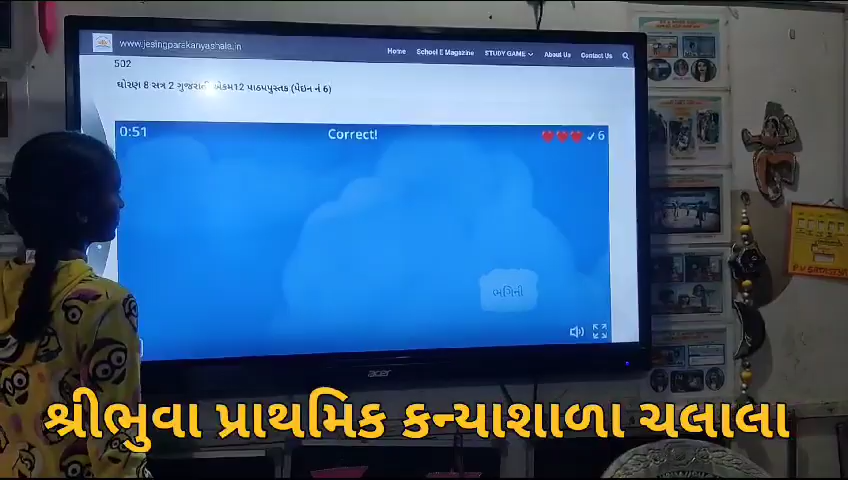 www.jesingparakanyashala.in
Home School E Magazine STUDY GAME About Us Contact Us
502
ધોરણ 8 સત્ર 2 ગુજરાતી એકમ12 પાઠ્યપુસ્તક (પેઇજ નં 6)
0:51 Correct! 6
ભગિની
acer
શ્રીભુવા પ્રાથમિક કન્યાશાળા ચલાલા